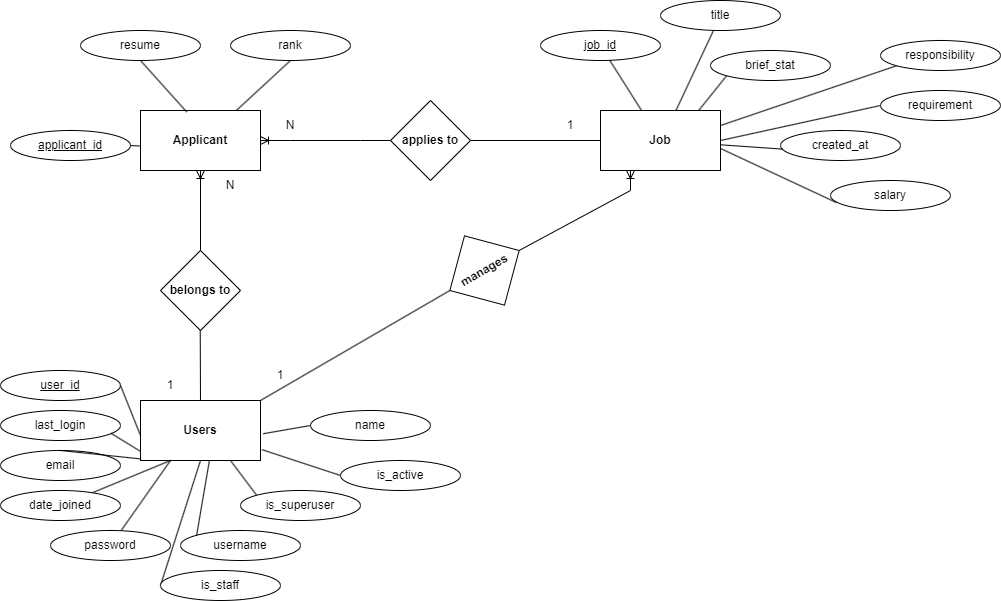 title
resume
rank
job_id
responsibility
brief_stat
requirement
N
1
Applicant
applies to
Job
applicant_id
created_at
N
salary
manages
belongs to
1
1
user_id
last_login
Users
name
email
is_active
date_joined
is_superuser
password
username
is_staff